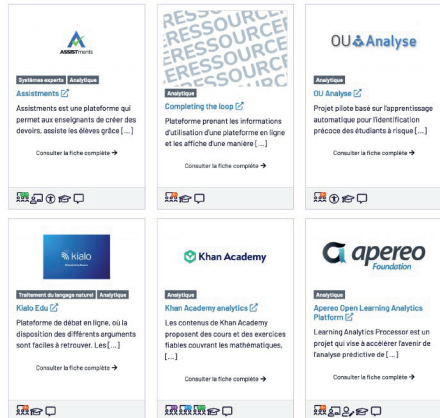 ASSISTments
Systèmes experts Analytique
Assistments
Assistments est une plateforme qui
permet aux enseignants de créer des
devoirs, assiste les élèves grâce [...]
Consulter la fiche complète →
RESSOURCE
RESSOURCE
RESSOURCE
RESSOURCE
Analytique
Completing the loop
Plateforme prenant les informations
d'utilisation d'une plateforme en ligne
et les affiche d'une manière [...]
Consulter la fiche complète →
OU Analyse
Analytique
OU Analyse
Projet pilote basé sur l'apprentissage
automatique pour l'identification
précoce des étudiants à risque [...]
Consulter la fiche complète →
kialo
Traitement du langage naturel Analytique
Kialo Edu
Plateforme de débat en ligne, où la
disposition des différents arguments
sont faciles à retrouver. Les [...]
Consulter la fiche complète →
Khan Academy
Analytique
Khan Academy analytics
Les contenus de Khan Academy
proposent des cours et des exercices
fiables couvrant les mathématiques,
[...]
Consulter la fiche complète →
apereo
Foundation
Analytique
Apereo Open Learning Analytics
Platform
Learning Analytics Processor est un
projet qui vise à accélérer l'avenir de
l'analyse prédictive de [...]
Consulter la fiche complète →